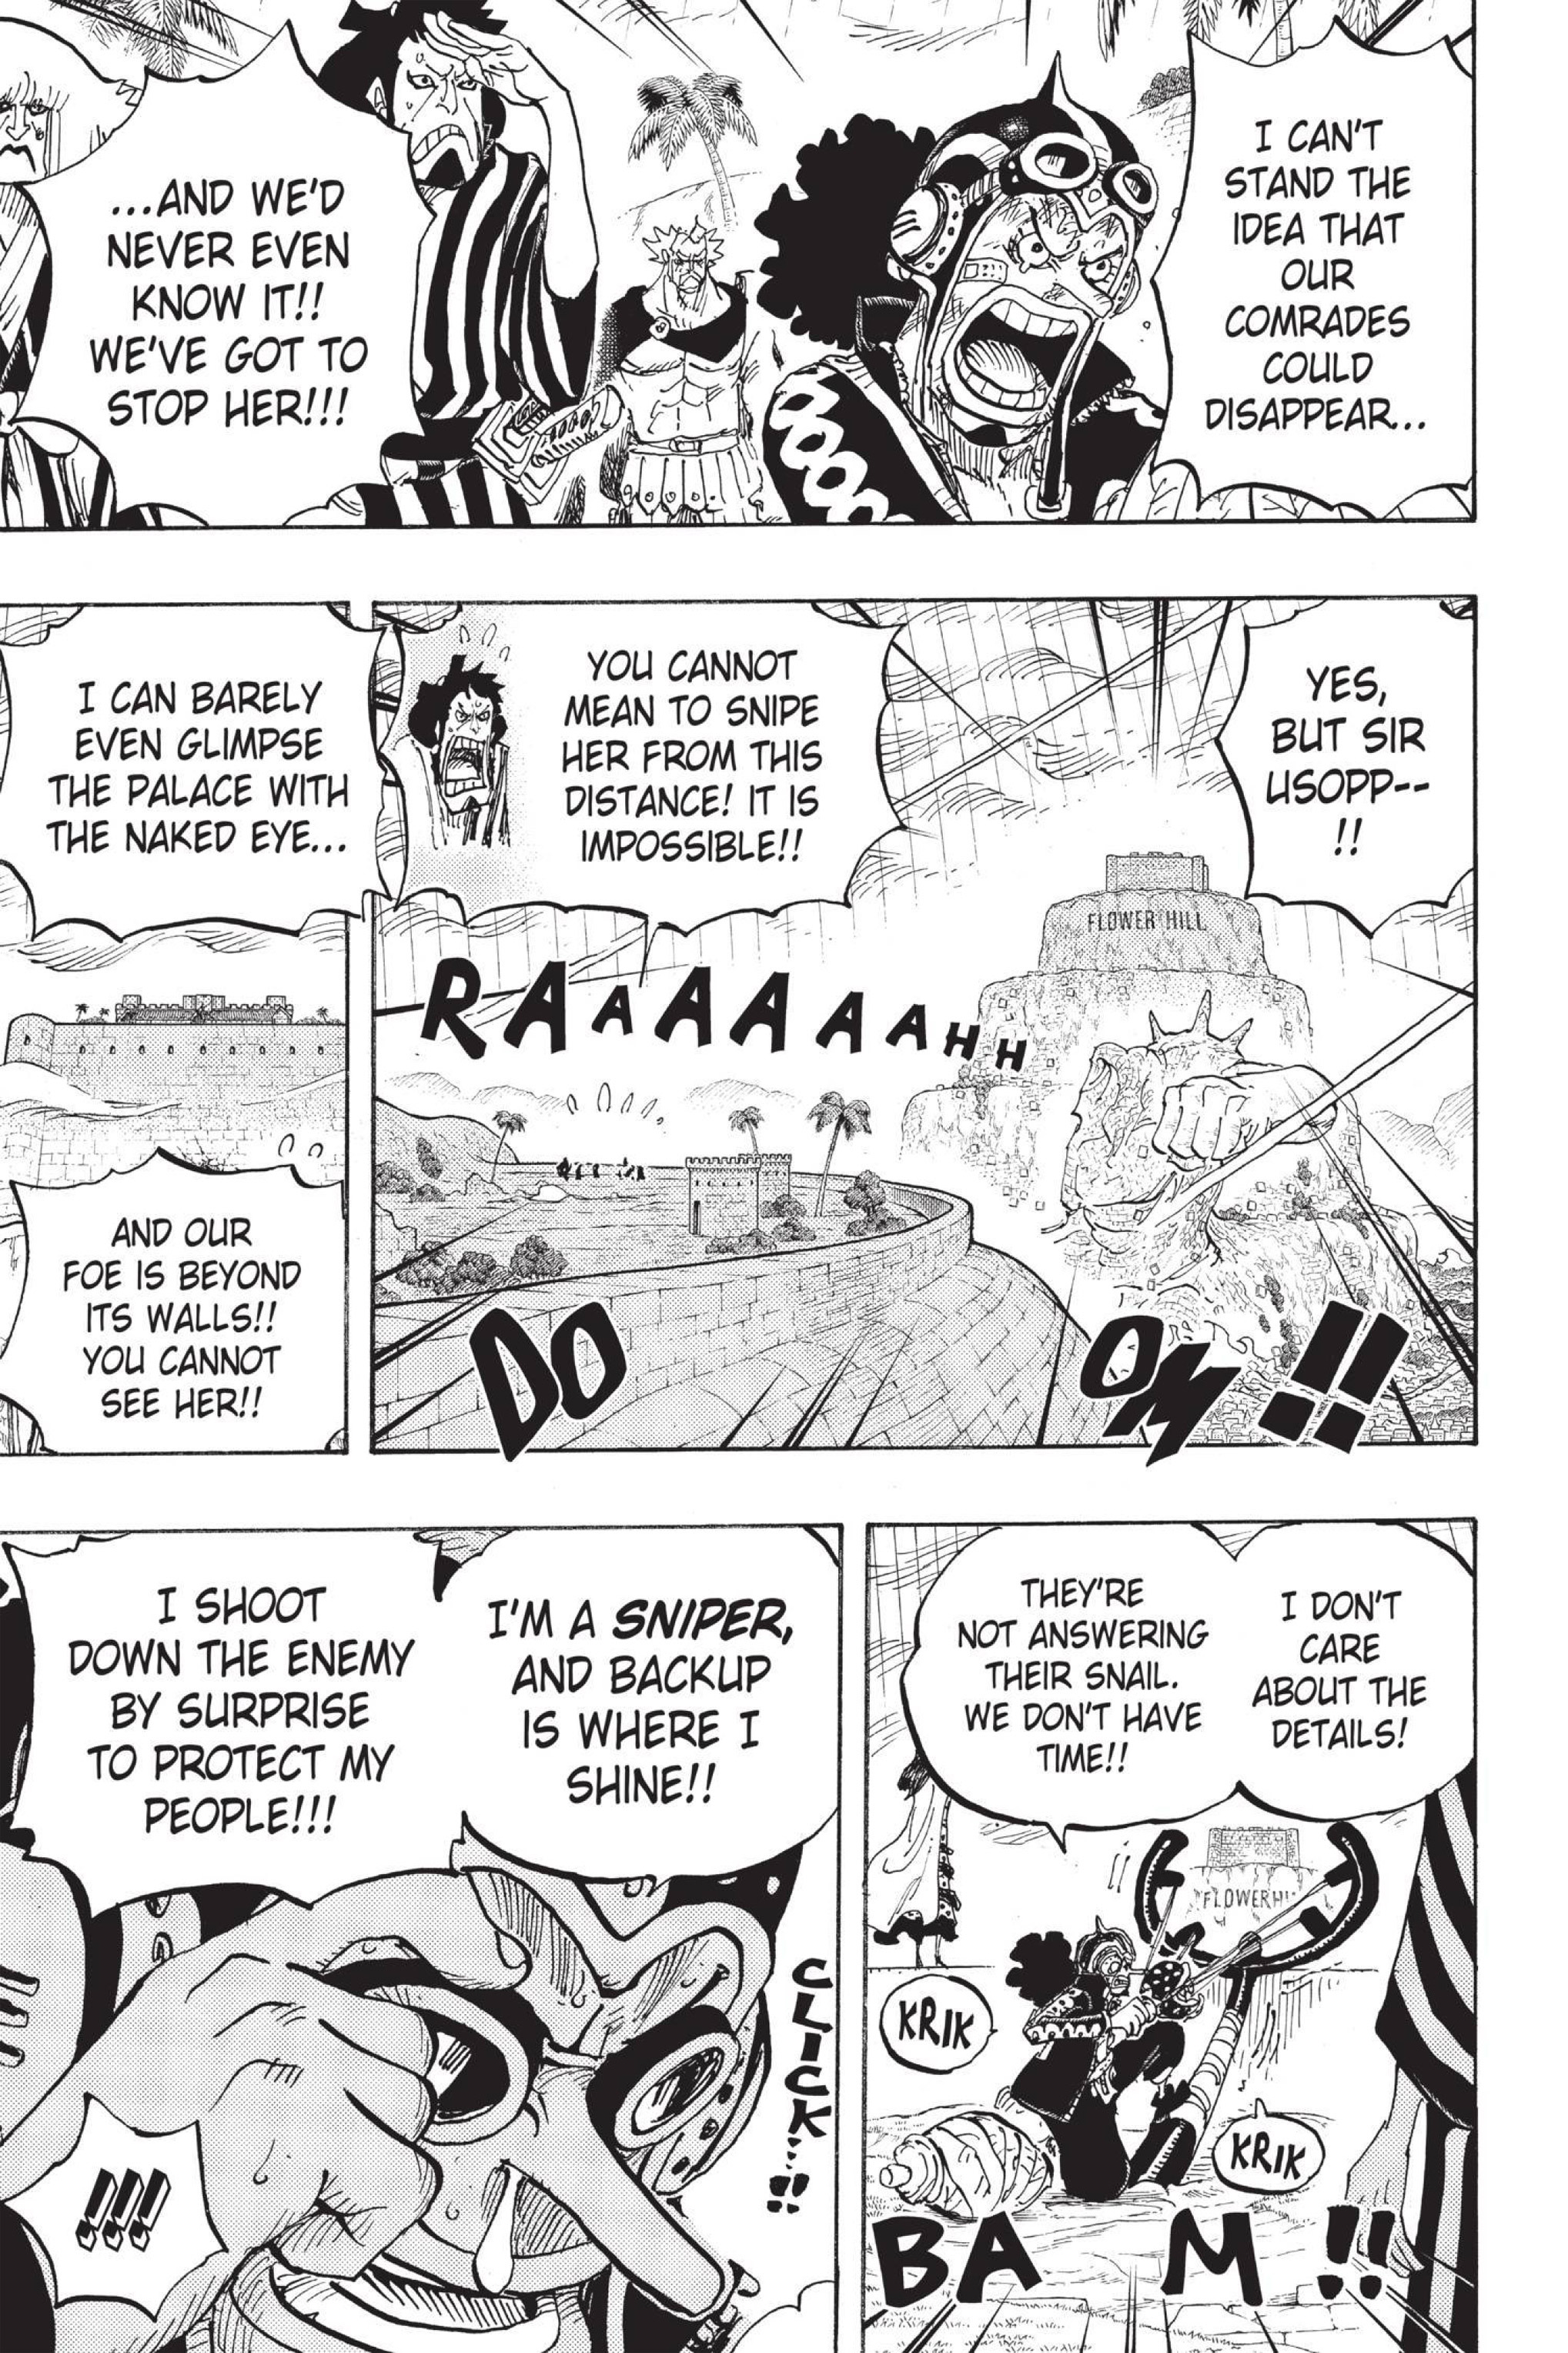 I CAN'T
STAND THE
IDEA THAT
OUR
COMRADES
COULD
DISAPPEAR...
...AND WE'D
NEVER EVEN
KNOW IT!!
WE'VE GOT TO
STOP HER!!!
YES,
BUT SIR
USOPP--
!!
YOU CANNOT
MEAN TO SNIPE
HER FROM THIS
DISTANCE! IT IS
IMPOSSIBLE!!
FLOWER HILL
RAAAAAAAHH
DOOM!!
I CAN BARELY
EVEN GLIMPSE
THE PALACE WITH
THE NAKED EYE...
AND OUR
FOE IS BEYOND
ITS WALLS!!
YOU CANNOT
SEE HER!!
I DON'T
CARE
ABOUT THE
DETAILS!
THEY'RE
NOT ANSWERING
THEIR SNAIL.
WE DON'T HAVE
TIME!!
FLOWER HI
KRIK
KRIK
BAM!!
I'M A SNIPER,
AND BACKUP
IS WHERE I
SHINE!!
I SHOOT
DOWN THE ENEMY
BY SURPRISE
TO PROTECT MY
PEOPLE!!!
CLICK...!!
!!!